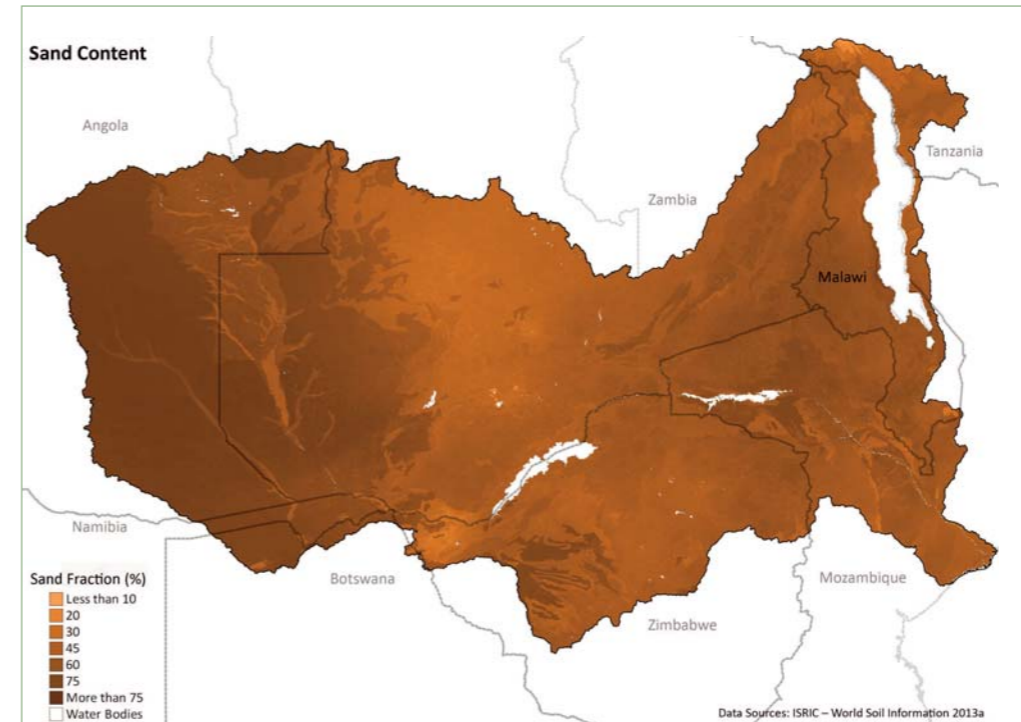 Sand Content
Angola
Tanzania
Zambia
Malawi
Namibia
Botswana
Mozambique
Zimbabwe
Sand Fraction (%)
Less than 10
20
30
45
60
75
More than 75
Water Bodies
Data Sources: ISRIC – World Soil Information 2013a